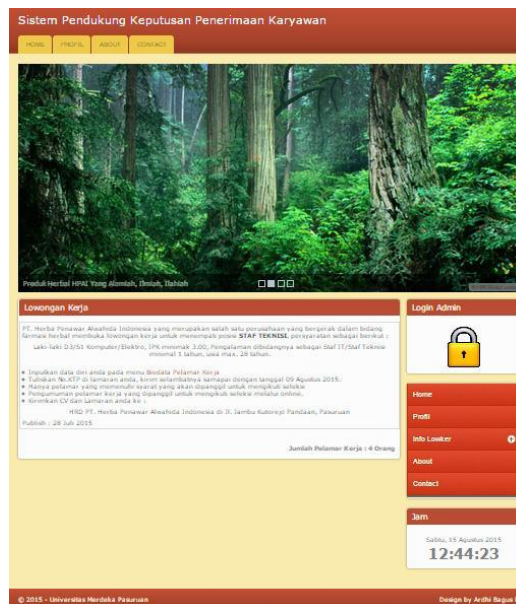 Sistem Pendukung Keputusan Penerimaan Karyawan
HOME PROFIL ABOUT CONTACT
Produk Herbal HPAI Yang Alamiah, Ilmiah, Ilahiah
Lowongan Kerja
PT. Herba Penawar Alwahida Indonesia yang merupakan salah satu perusahaan yang bergerak dalam bidang
farmasi herbal membuka lowongan kerja untuk menempati posisi STAF TEKNISI, persyaratan sebagai berikut :
Laki-laki D3/S1 Komputer/Elektro, IPK minimak 3.00, Pengalaman dibidangnya sebagai Staf IT/Staf Teknisi
minimal 1 tahun, usia max. 28 tahun.
Inputkan data diri anda pada menu Biodata Pelamar Kerja
Tuliskan No.KTP di lamaran anda, kirim selambatnya sampai dengan tanggal 09 Agustus 2015.
Hanya pelamar yang memenuhi syarat yang akan dipanggil untuk mengikuti seleksi
Pengumuman pelamar kerja yang dipanggil untuk mengikuti seleksi melalui online.
Kirimkan CV dan Lamaran anda ke :
HRD PT. Herba Penawar Alwahida Indonesia di Jl. Jambu Kutorejo Pandaan, Pasuruan
Publish : 28 Juli 2015
Jumlah Pelamar Kerja : 4 Orang
Login Admin
Home
Profil
Info Lowker
About
Contact
Jam
Sabtu, 15 Agustus 2015
12:44:23
© 2015 - Universitas Merdeka Pasuruan
Design by Ardhi Bagus